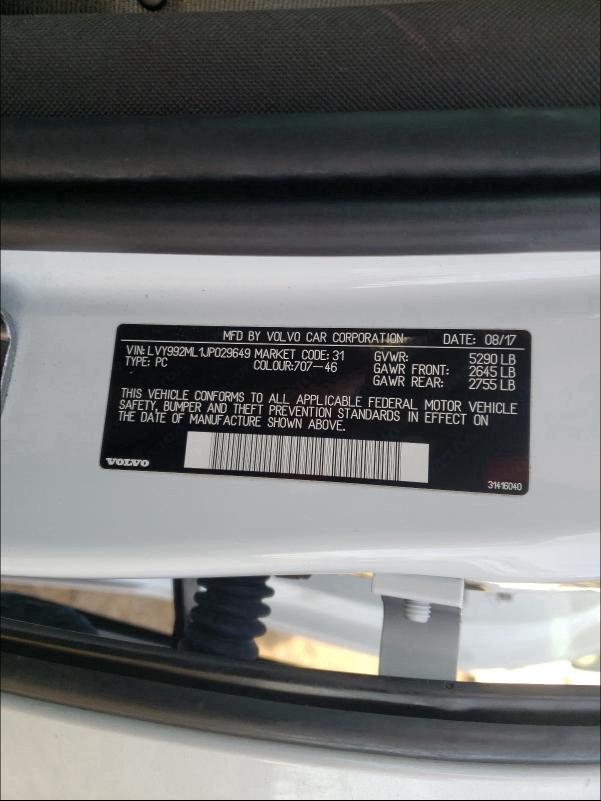 MFD BY VOLVO CAR CORPORATION DATE: 08/17
VIN: LVY992ML1JP029649 MARKET CODE: 31 GVWR: 5290 LB
TYPE: PC COLOUR:707-46 GAWR FRONT: 2645 LB
GAWR REAR: 2755 LB
THIS VEHICLE CONFORMS TO ALL APPLICABLE FEDERAL MOTOR VEHICLE
SAFETY, BUMPER AND THEFT PREVENTION STANDARDS IN EFFECT ON
THE DATE OF MANUFACTURE SHOWN ABOVE.
VOLVO 31416040